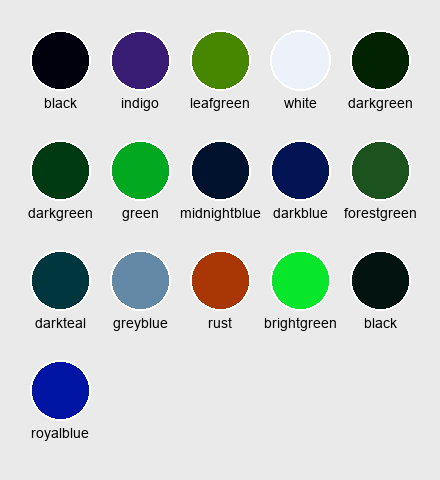 black indigo leafgreen white darkgreen
darkgreen green midnightblue darkblue forestgreen
darkteal greyblue rust brightgreen black
royalblue